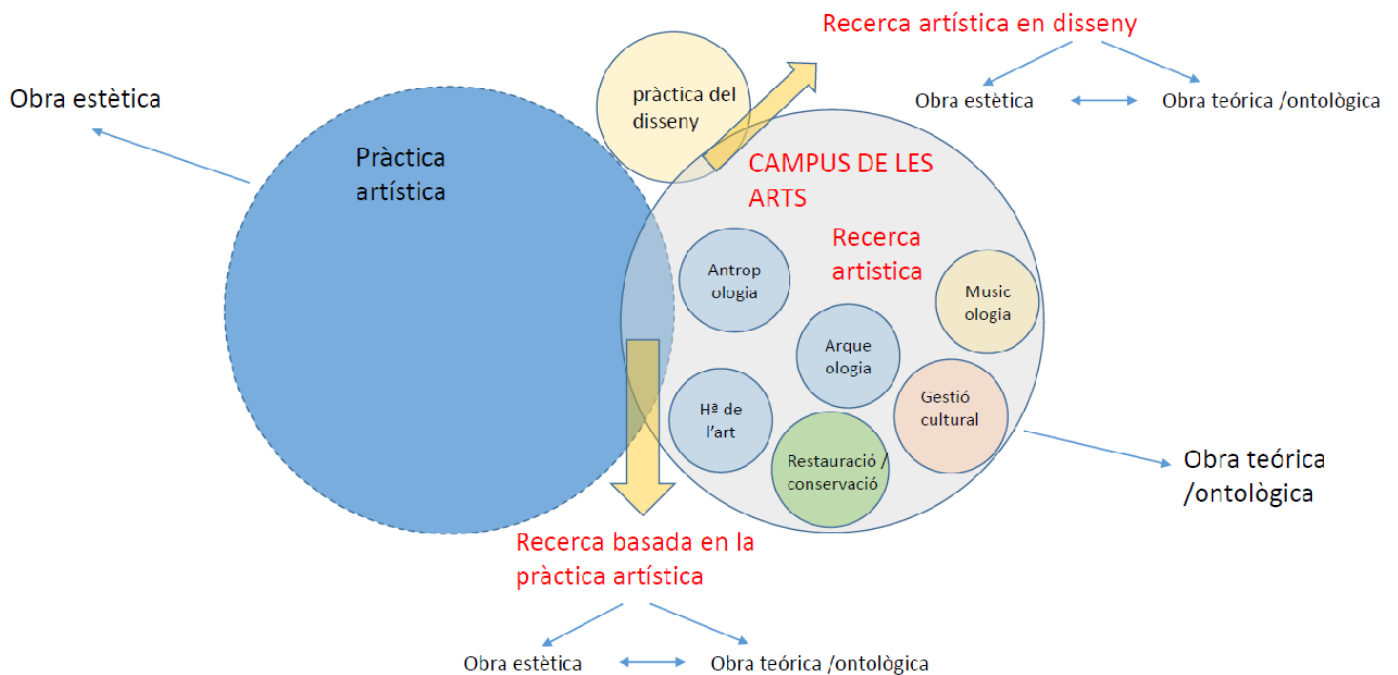 Recerca artística en disseny
Obra estètica
Obra teórica /ontològica
Obra estètica
pràctica del
disseny
Pràctica
artística
CAMPUS DE LES
ARTS
Recerca
artistica
Antrop
ologia
Music
ologia
Arque
ologia
Hª de
l'art
Gestió
cultural
Restauració /
conservació
Obra teórica
/ontològica
Recerca basada en la
pràctica artística
Obra estètica
Obra teórica /ontològica